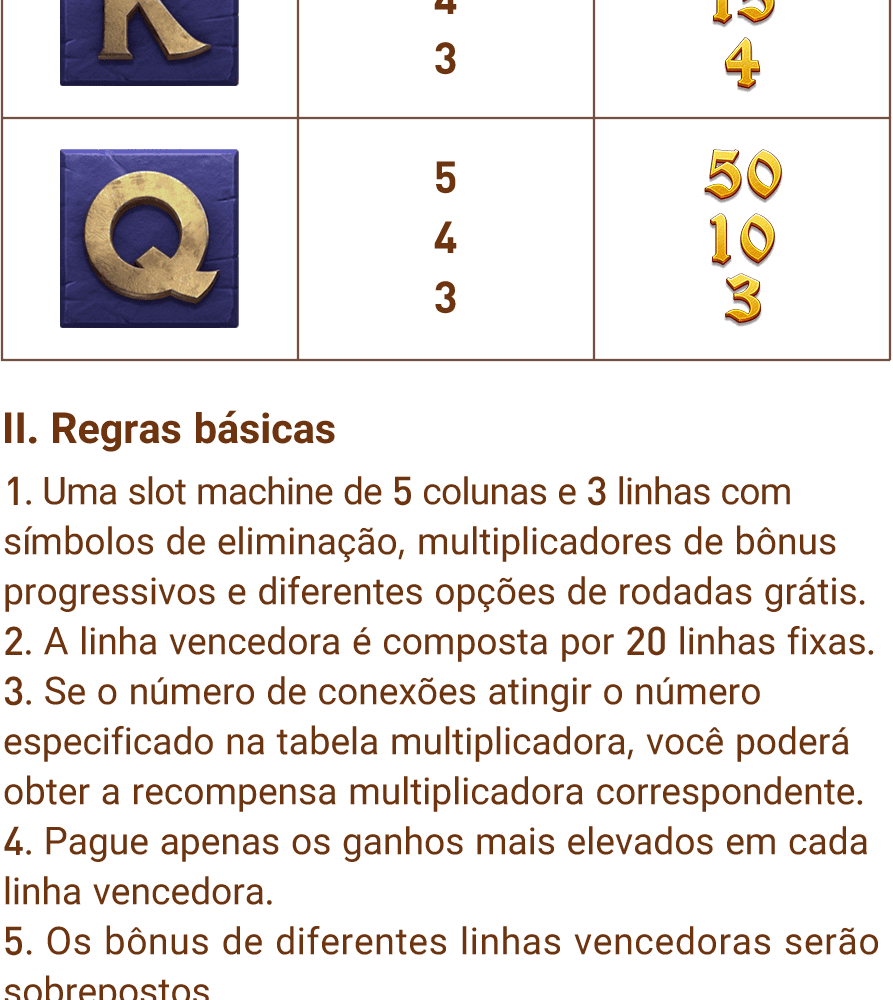 K 4 15
3 4
Q 5 50
4 10
3 3
II. Regras básicas
1. Uma slot machine de 5 colunas e 3 linhas com
símbolos de eliminação, multiplicadores de bônus
progressivos e diferentes opções de rodadas grátis.
2. A linha vencedora é composta por 20 linhas fixas.
3. Se o número de conexões atingir o número
especificado na tabela multiplicadora, você poderá
obter a recompensa multiplicadora correspondente.
4. Pague apenas os ganhos mais elevados em cada
linha vencedora.
5. Os bônus de diferentes linhas vencedoras serão
sobrepostos